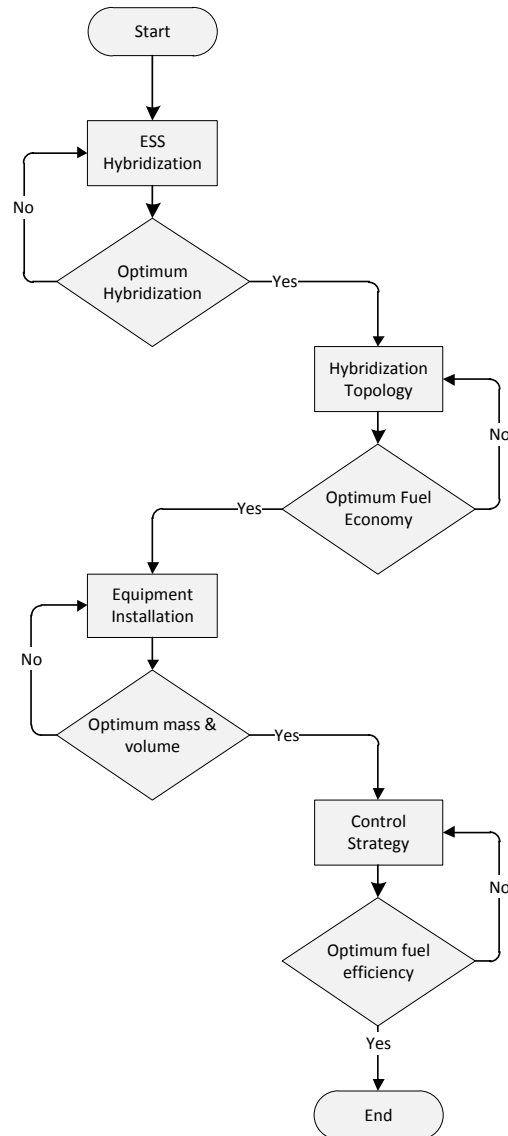 Start
ESS
Hybridization
No
Optimum
Hybridization
Yes
Hybridization
Topology
No
Optimum Fuel
Economy
Yes
Equipment
Installation
No
Optimum mass &
volume
Yes
Control
Strategy
No
Optimum fuel
efficiency
Yes
End